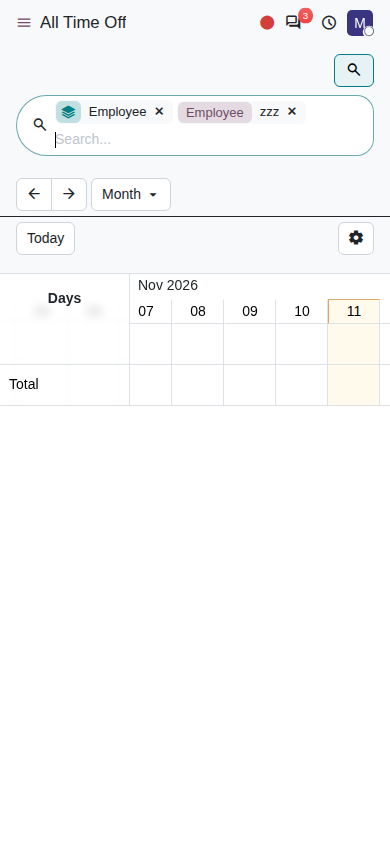 All Time Off
3
M
Employee ✕
Employee zzz ✕
Search...
Month
Today
Days
Nov 2026
07 08 09 10 11
Total